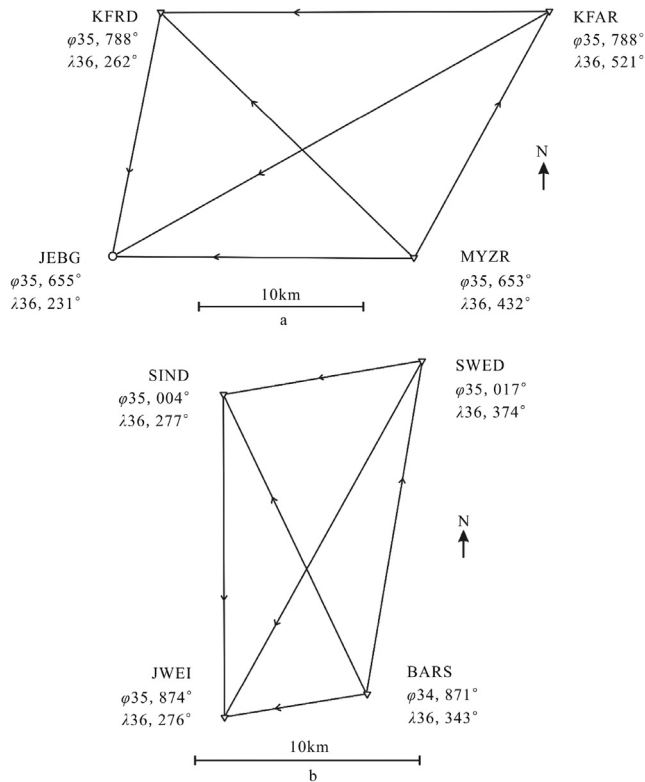 KFRD
φ35, 788°
λ36, 262°
KFAR
φ35, 788°
λ36, 521°
N
JEBG
φ35, 655°
λ36, 231°
MYZR
φ35, 653°
λ36, 432°
10km
a
SIND
φ35, 004°
λ36, 277°
SWED
φ35, 017°
λ36, 374°
N
JWEI
φ35, 874°
λ36, 276°
BARS
φ34, 871°
λ36, 343°
10km
b